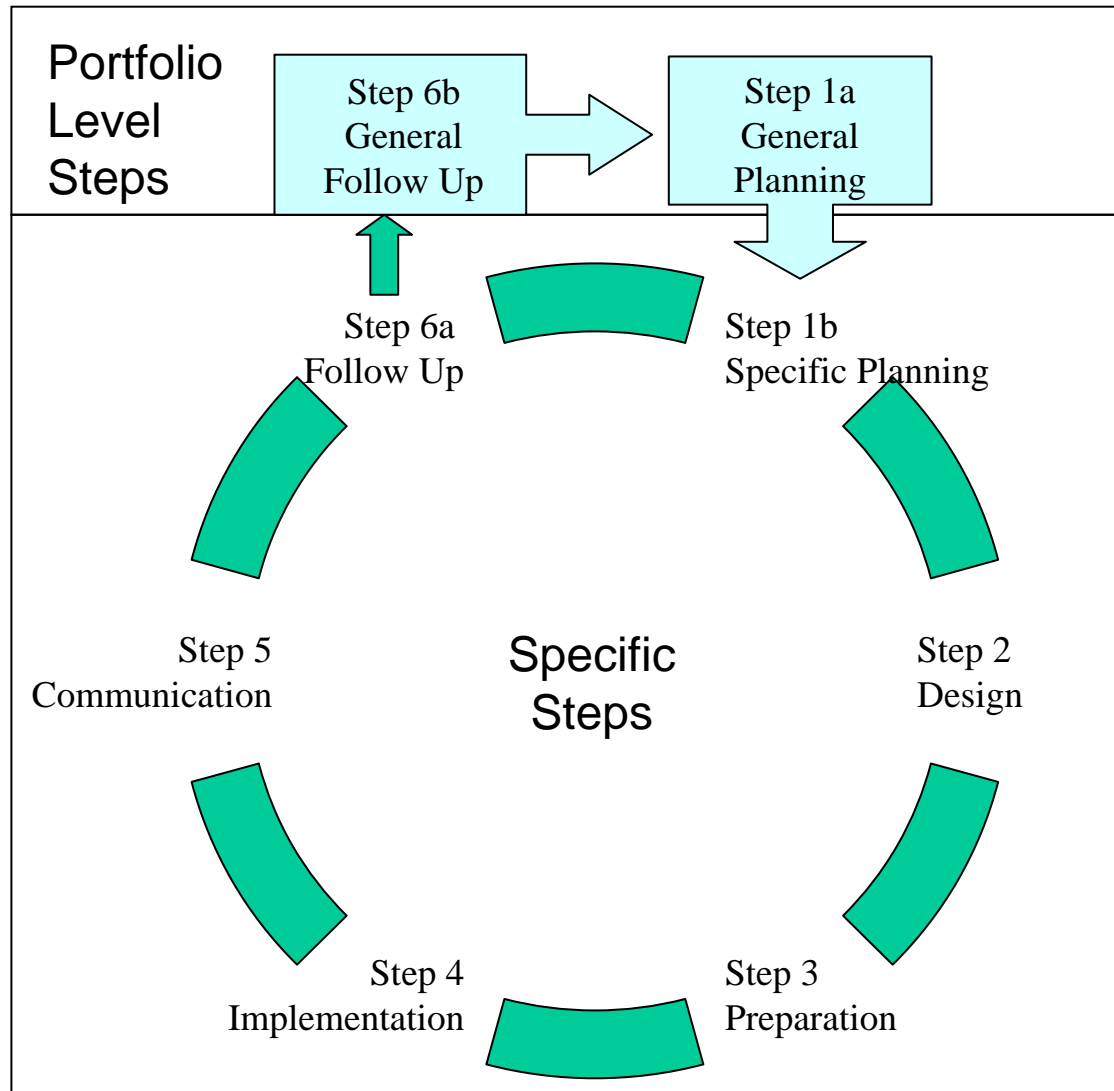 Portfolio
Level
Steps
Step 6b
General
Follow Up
Step 1a
General
Planning
Step 6a
Follow Up
Step 1b
Specific Planning
Step 5
Communication
Specific
Steps
Step 2
Design
Step 4
Implementation
Step 3
Preparation